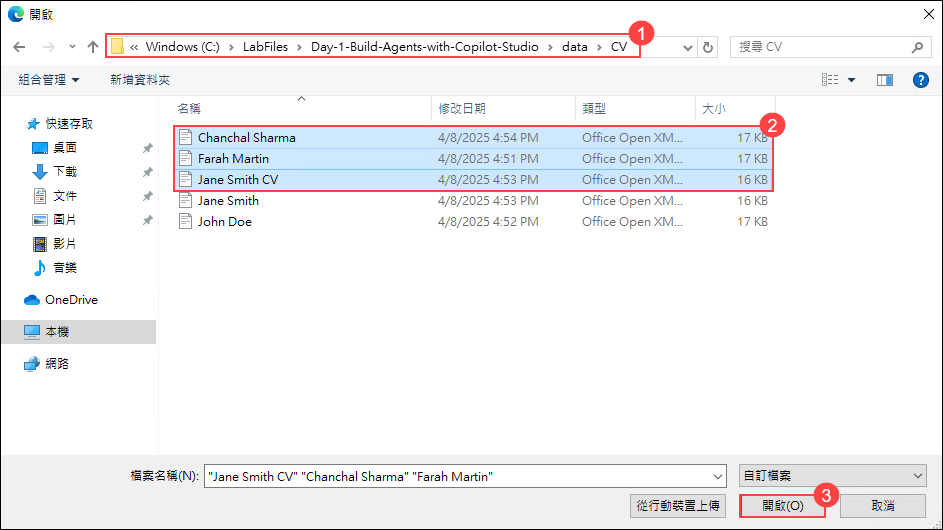 開啟
1
« Windows (C:) > LabFiles > Day-1-Build-Agents-with-Copilot-Studio > data > CV
搜尋 CV
組合管理 新增資料夾
名稱 修改日期 類型 大小
2
快速存取
桌面
下載
文件
圖片
影片
音樂
OneDrive
本機
網路
Chanchal Sharma 4/8/2025 4:54 PM Office Open XM... 17 KB
Farah Martin 4/8/2025 4:51 PM Office Open XM... 17 KB
Jane Smith CV 4/8/2025 4:53 PM Office Open XM... 16 KB
Jane Smith 4/8/2025 4:53 PM Office Open XM... 16 KB
John Doe 4/8/2025 4:52 PM Office Open XM... 17 KB
檔案名稱(N): "Jane Smith CV" "Chanchal Sharma" "Farah Martin" 自訂檔案
3
從行動裝置上傳 開啟(O) 取消